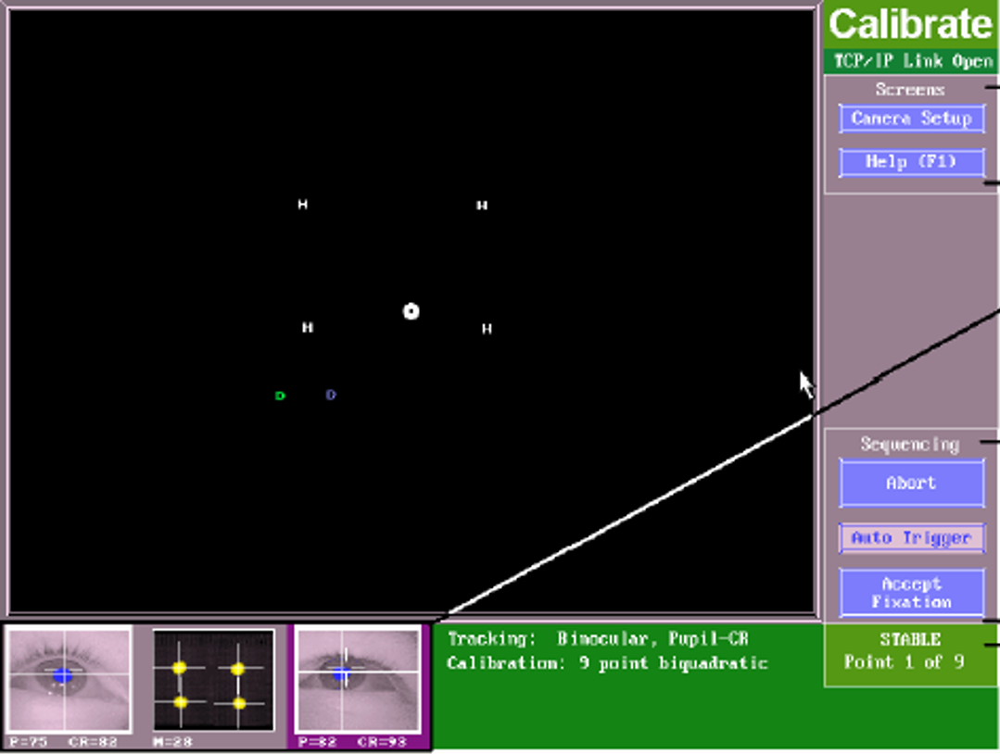 Calibrate
TCP/IP Link Open
Screens
Camera Setup
Help (F1)
H
H
H
H
Sequencing
Abort
Auto Trigger
Accept
Fixation
Tracking: Binocular, Pupil-CR
Calibration: 9 point biquadratic
STABLE
Point 1 of 9
P=75 CR=82
M=28
P=82 CR=93